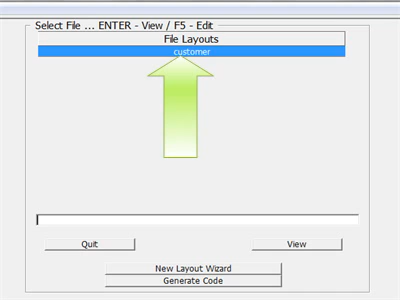 Select File ... ENTER - View / F5 - Edit
File Layouts
customer
Quit
View
New Layout Wizard
Generate Code